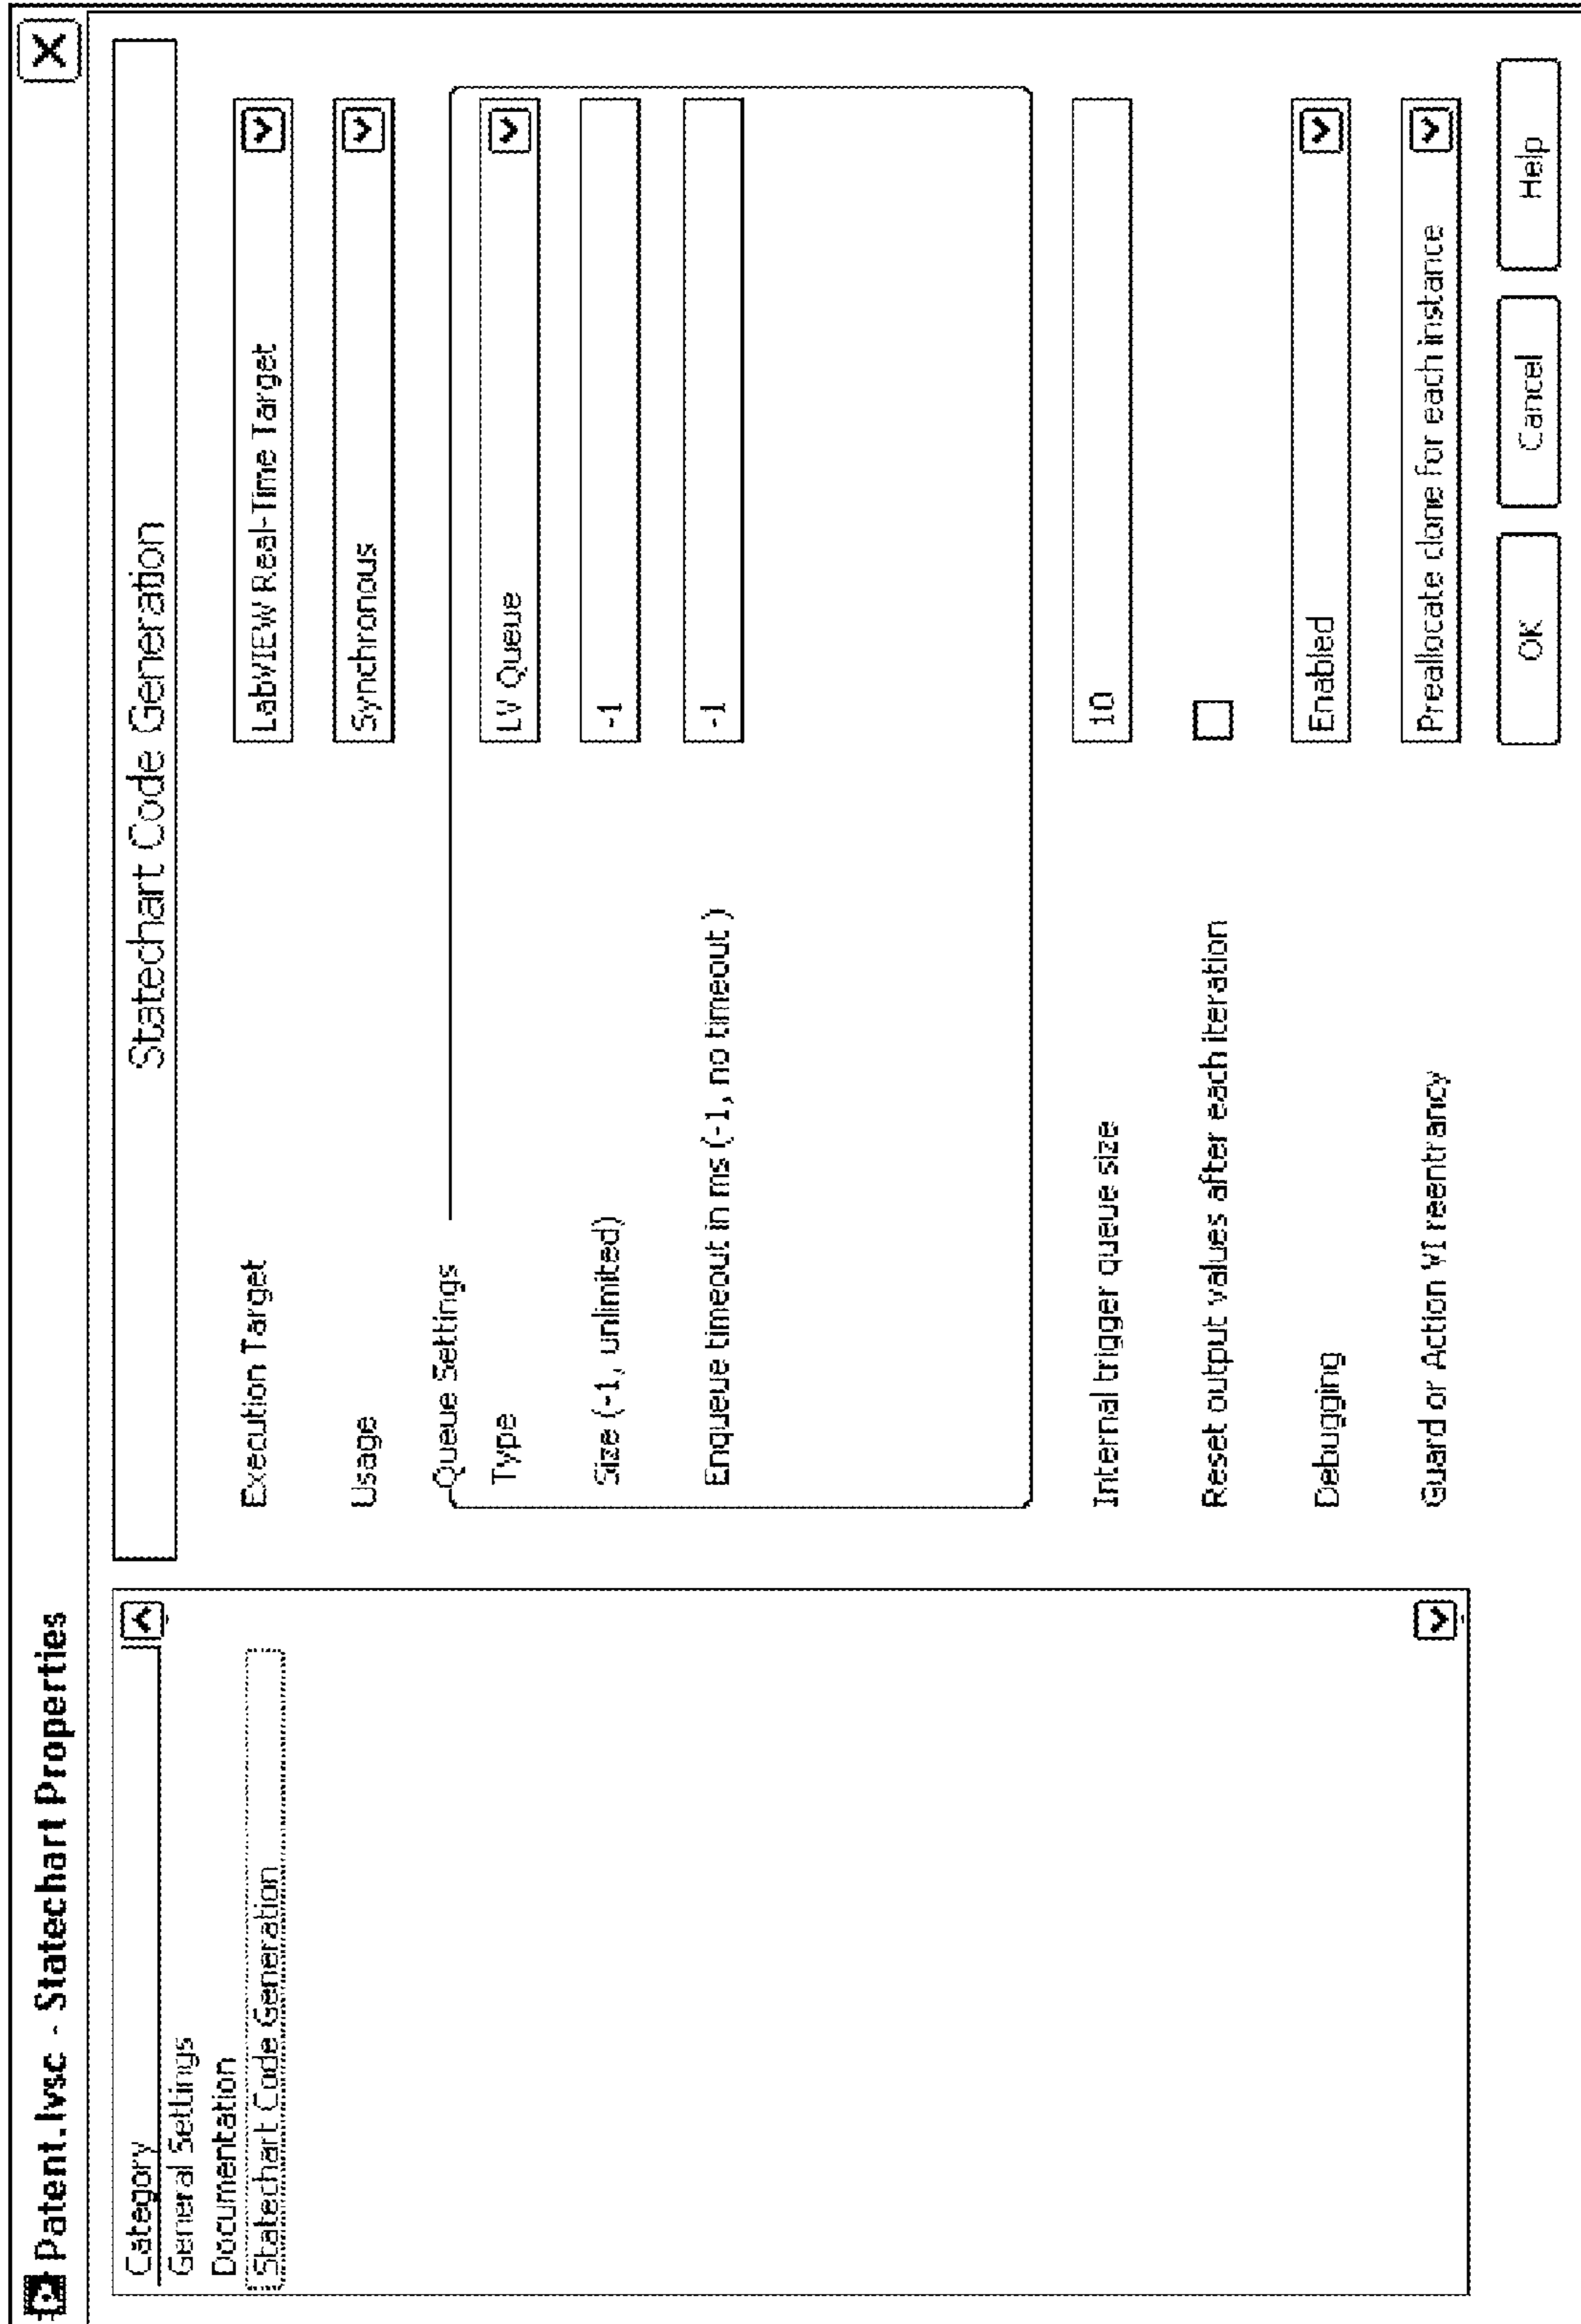 Patent.lvsc - Statechart Properties
Category
General Settings
Documentation
Statechart Code Generation
Statechart Code Generation
Execution Target LabVIEW Real-Time Target
Usage Synchronous
Queue Settings
Type LV Queue
Size (-1, unlimited) -1
Enqueue timeout in ms (-1, no timeout ) -1
Internal trigger queue size 10
Reset output values after each iteration
Debugging Enabled
Guard or Action VI reentrancy Preallocate clone for each instance
OK Cancel Help